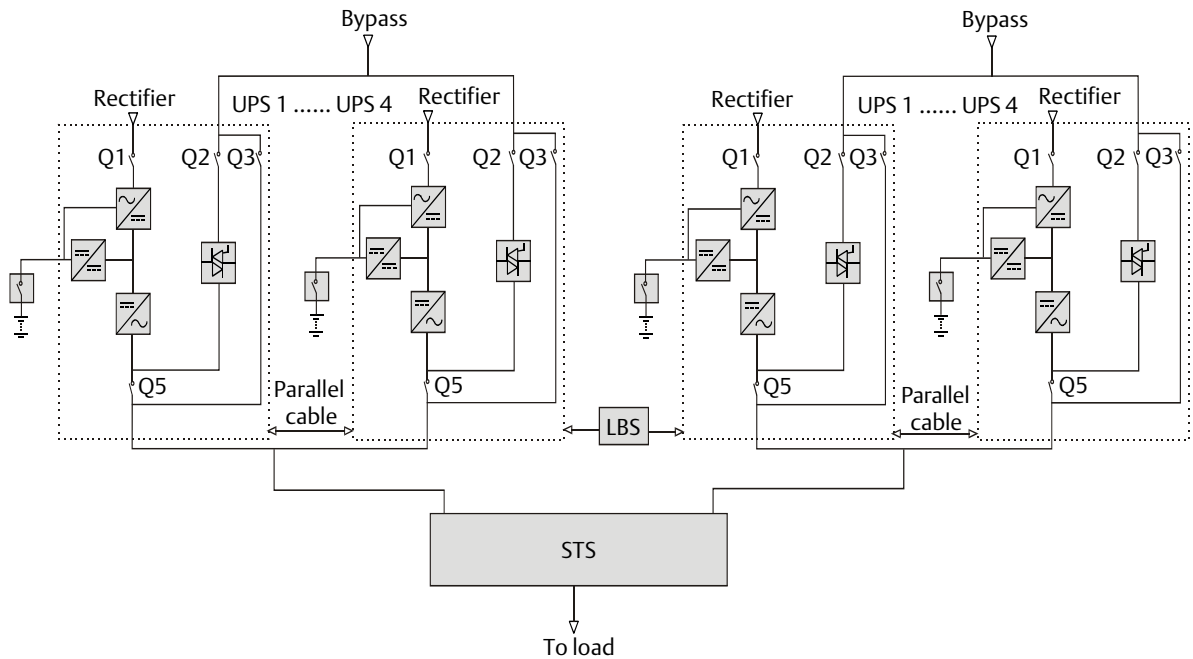 Bypass
Bypass
Rectifier
UPS 1 ...... UPS 4
Rectifier
Rectifier
UPS 1 ...... UPS 4
Rectifier
Q1
Q2
Q3
Q1
Q2
Q3
Q1
Q2
Q3
Q1
Q2
Q3
Q5
Parallel
cable
Q5
LBS
Q5
Parallel
cable
Q5
STS
To load